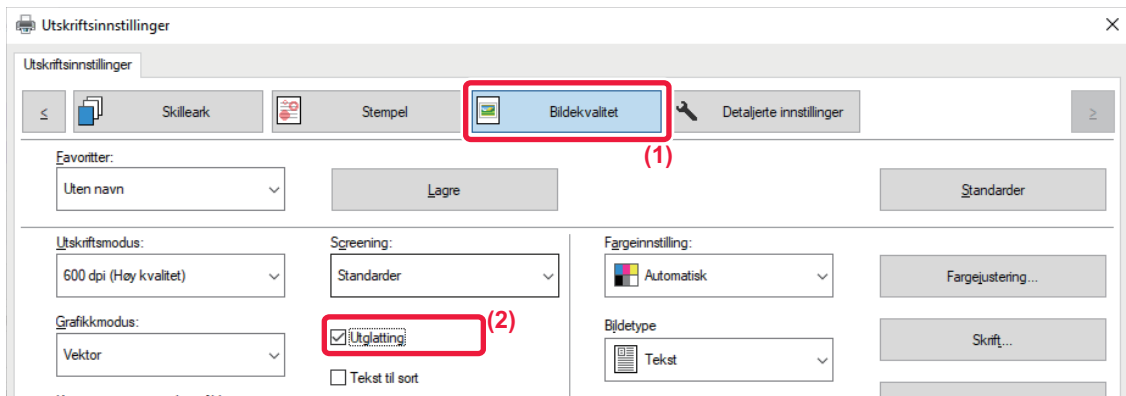 Utskriftsinnstillinger
Utskriftsinnstillinger
< Skilleark Stempel Bildekvalitet Detaljerte innstillinger >
(1)
Favoritter:
Uten navn Lagre Standarder
Utskriftsmodus: Screening: Fargeinnstilling:
600 dpi (Høy kvalitet) Standarder Automatisk Fargejustering...
(2)
Grafikkmodus: Utglatting Bildetype Skrift...
Vektor Tekst
Tekst til sort